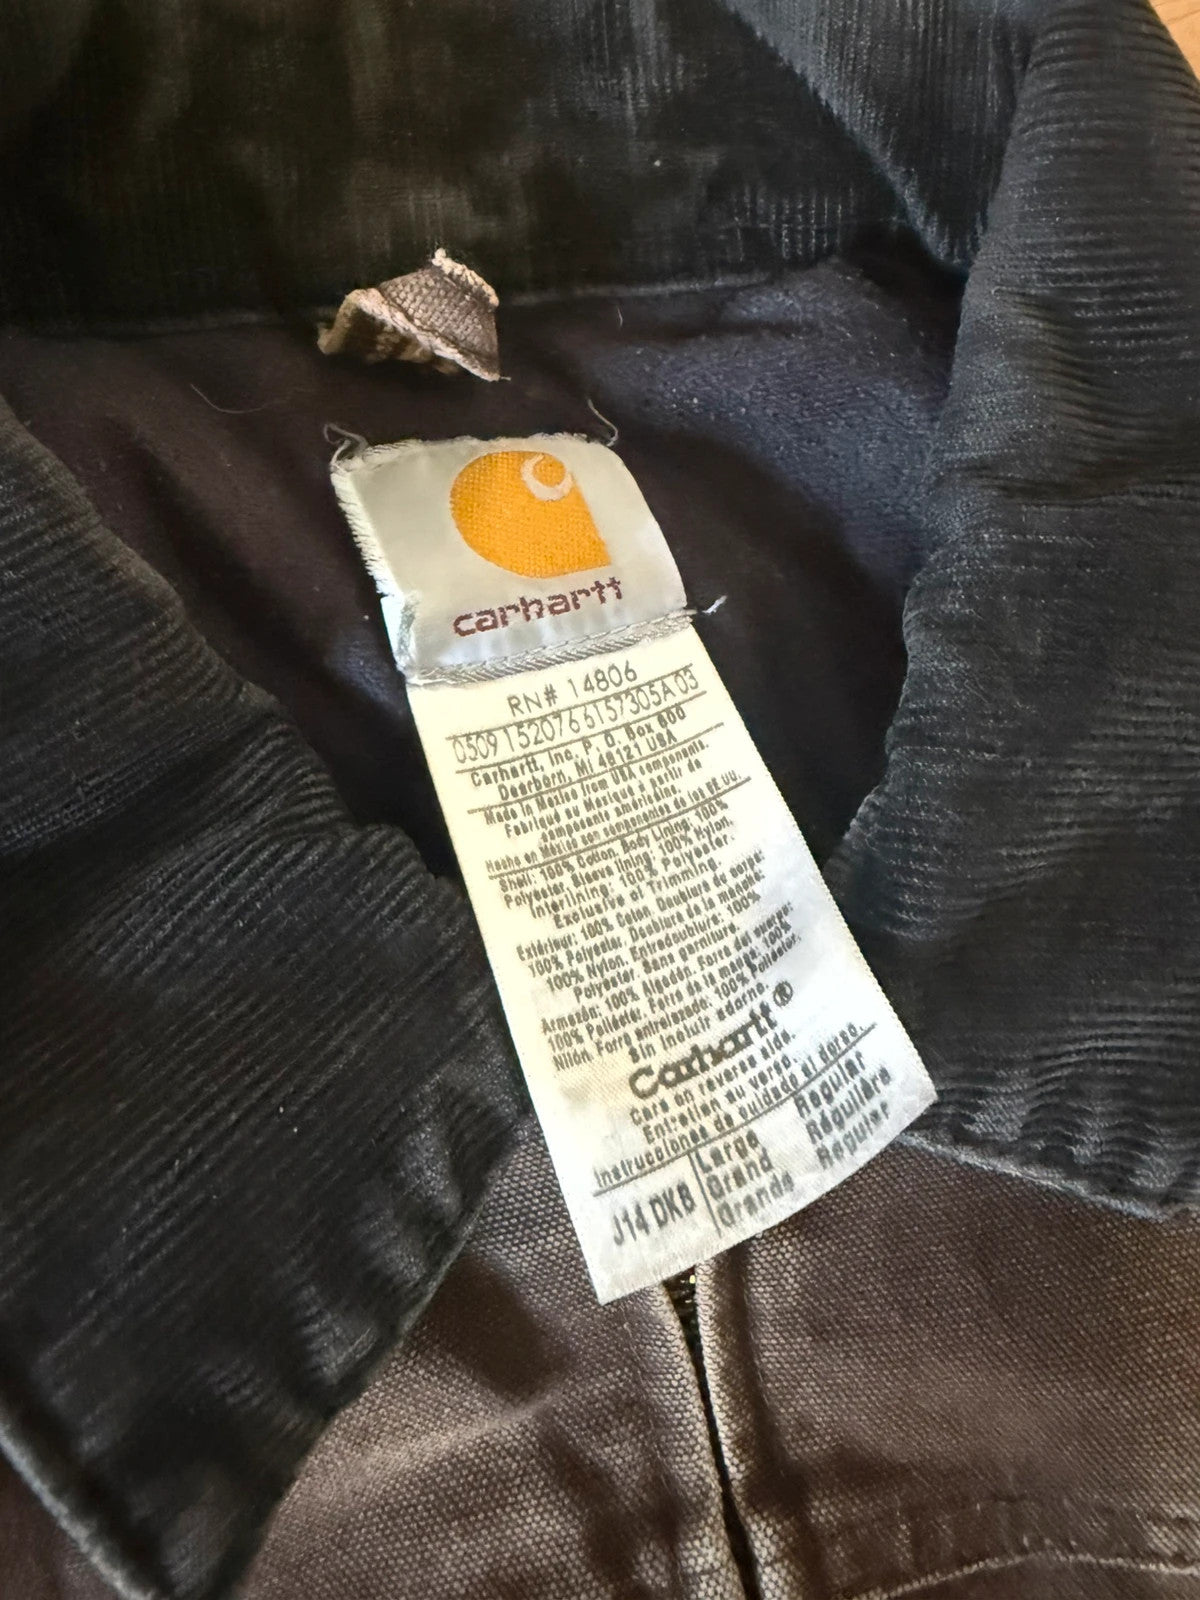 carhartt
RN# 14806
0509 1520766157305A 03
Carhartt, Inc, P. O. Box 600
Dearborn, MI 48121 USA
Made in Mexico from USA components.
Fabriqué au Mexique a partir de
composants américains.
Hecho en México con componentes de los EE.UU.
Shell: 100% Cotton, Body Lining: 100%
Polyester, Sleeve lining: 100% Nylon,
Interlining: 100% Polyester;
Exclusive of Trimming.
Extérieur: 100% Coton, Doublure de corps:
100% Polyester, Doublure de la manche:
100% Nylon, Entredoublure: 100%
Polyester, Sans garniture.
Armazón: 100% Algodón, Forro del cuerpo:
100% Poliéster, Forro de la manga: 100%
Nilón, Forro entrelazado: 100% Poliéster,
Sin incluir adorno.
Carhartt®
Care on reverse side.
Entretien au verso.
Instrucciones de cuidado al dorso.
J14 DKB
Large Regular
Grand Régulière
Grande Regular